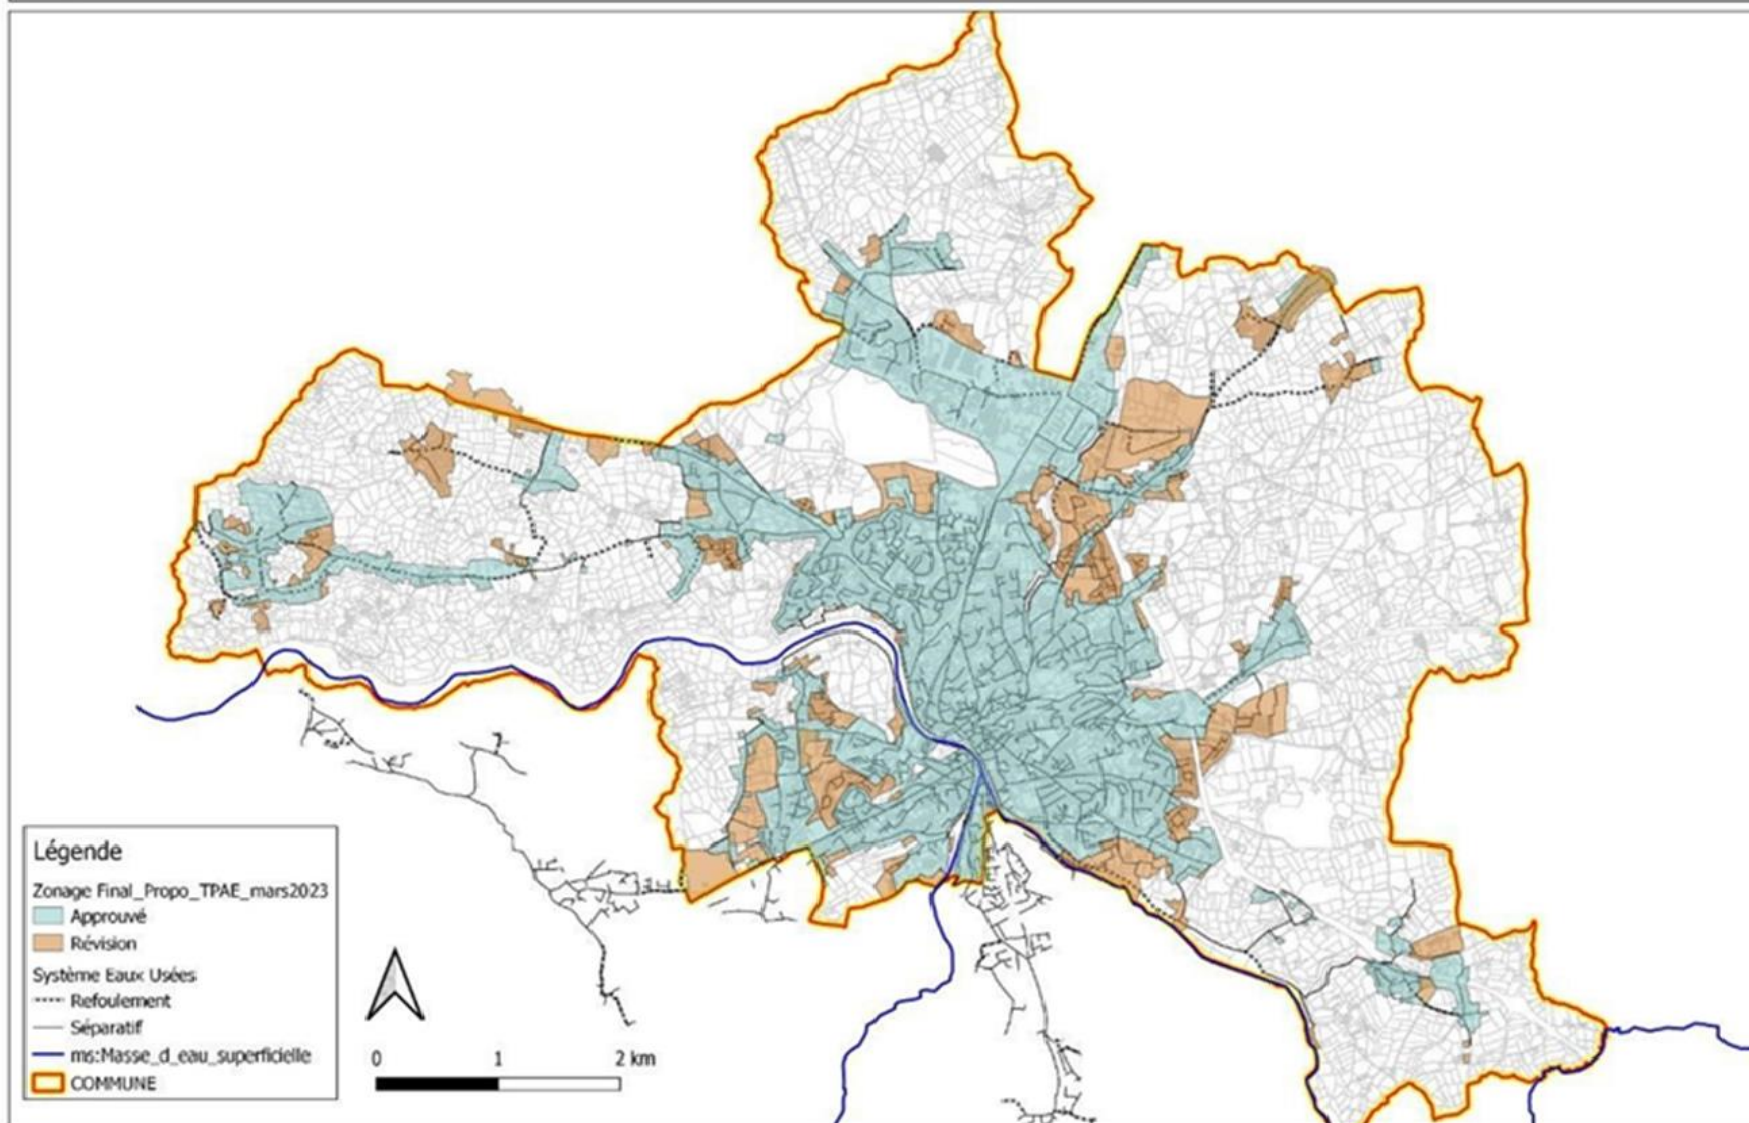 Légende
Zonage Final_Propo_TPAE_mars2023
Approuvé
Révision
Système Eaux Usées
Refoulement
Séparatif
ms:Masse_d_eau_superficielle
COMMUNE
0 1 2 km